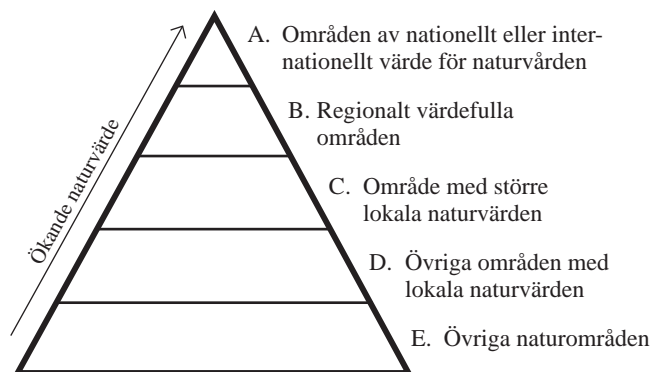 A. Områden av nationellt eller inter-
nationellt värde för naturvården
B. Regionalt värdefulla
områden
C. Område med större
lokala naturvärden
D. Övriga områden med
lokala naturvärden
E. Övriga naturområden
Ökande naturvärde